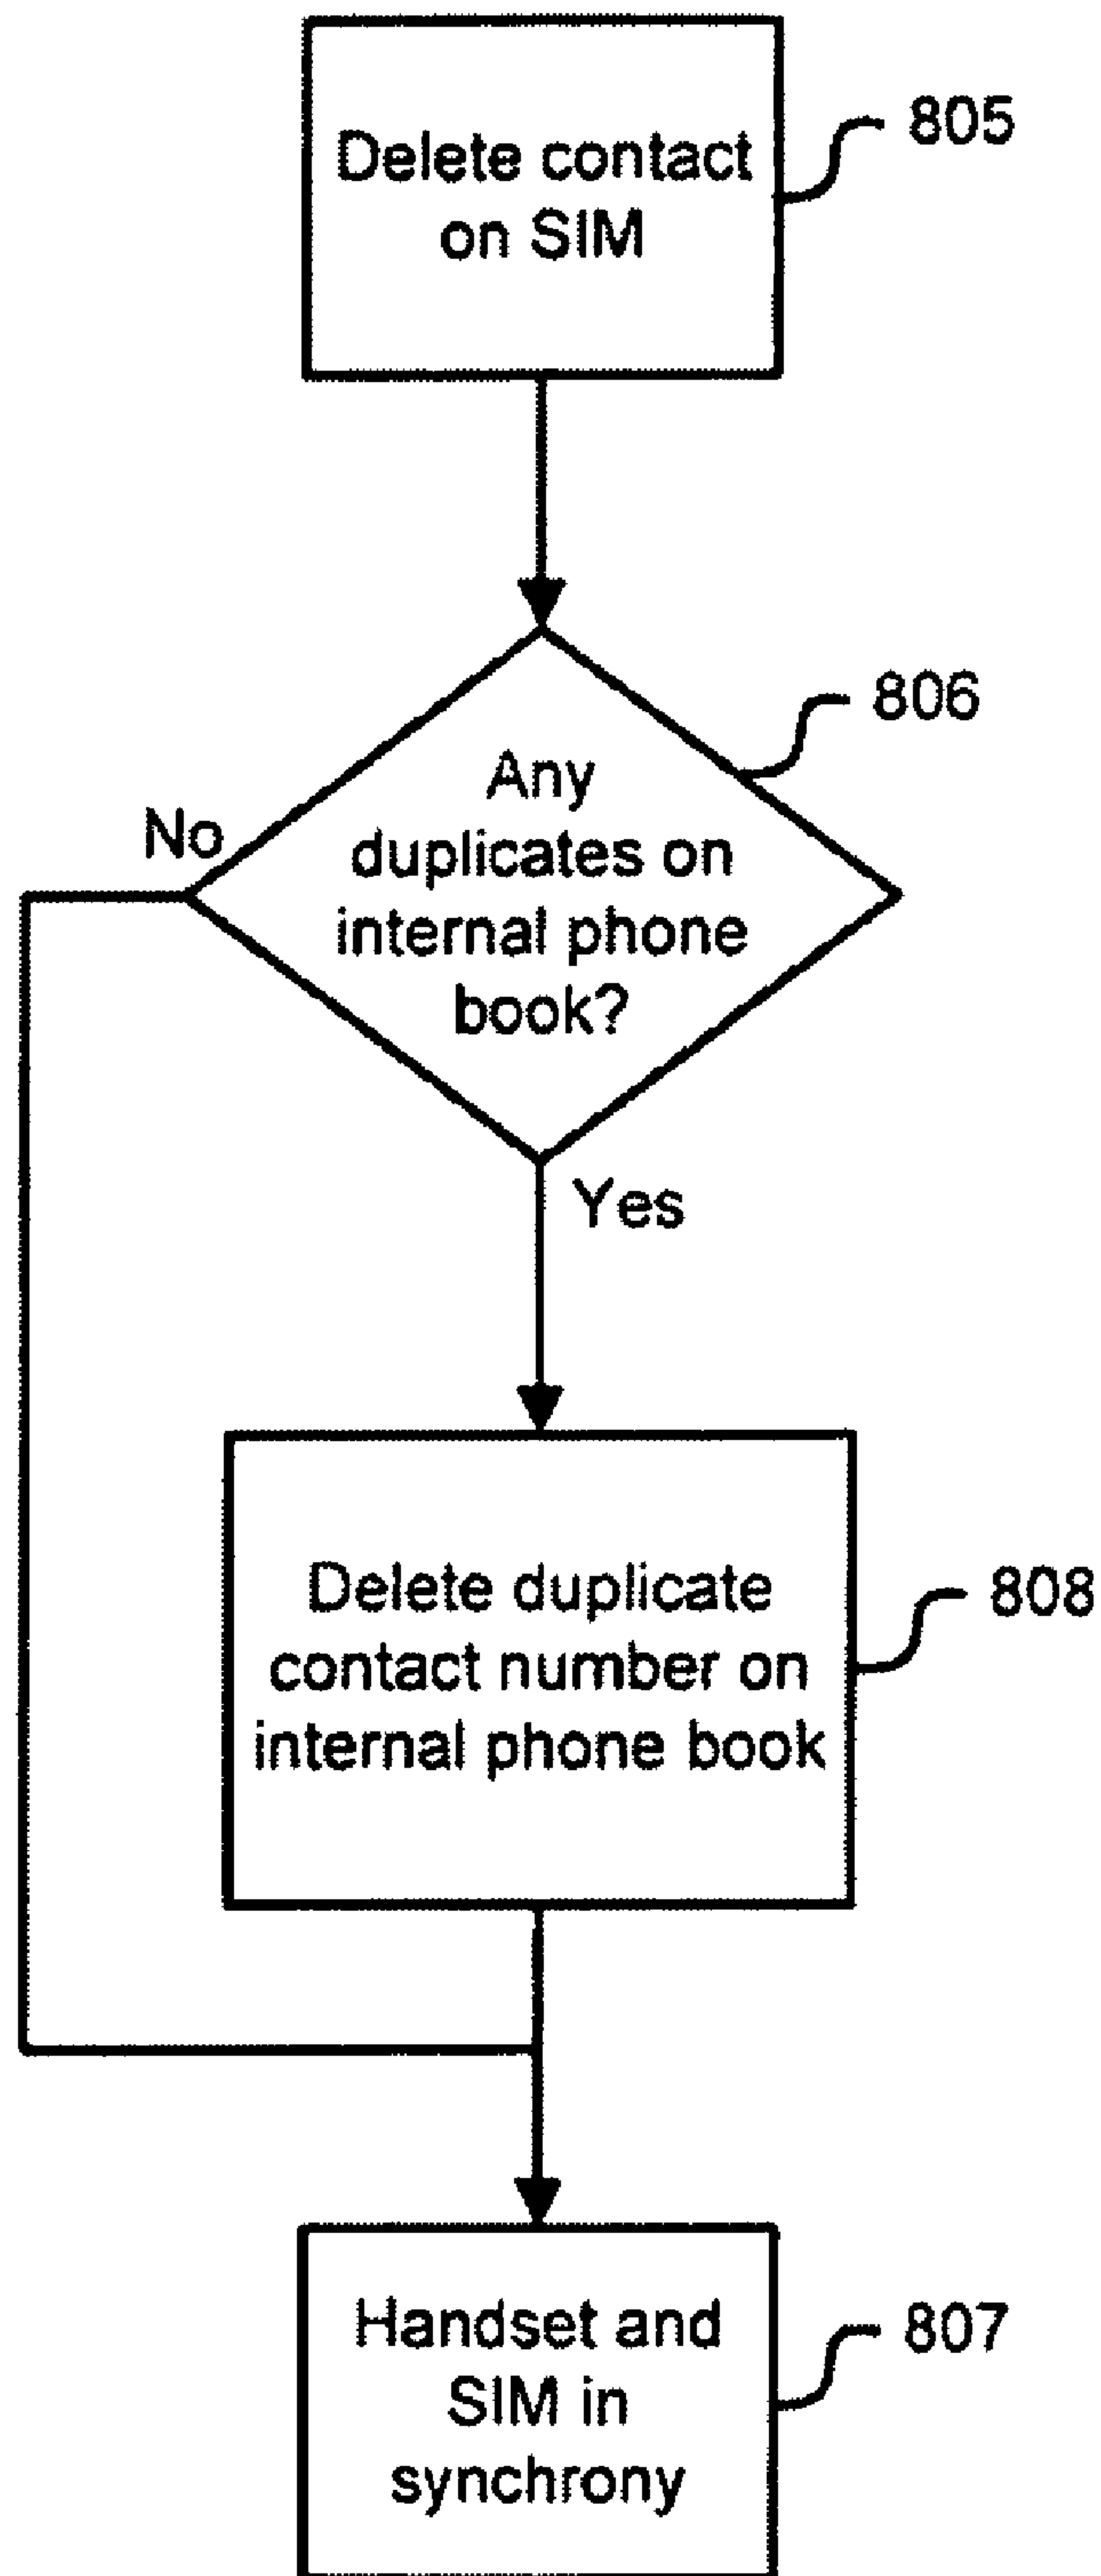 Delete contact
on SIM
805
806
Any
duplicates on
internal phone
book?
No
Yes
Delete duplicate
contact number on
internal phone book
808
Handset and
SIM in
synchrony
807